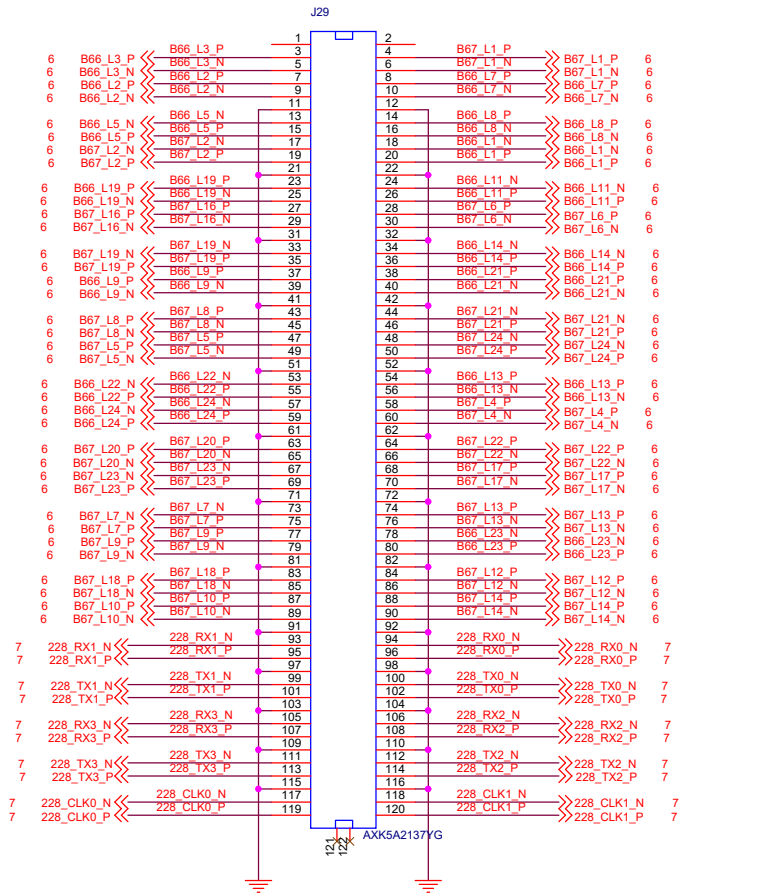 J29
1 2
6 B66_L3_P B66_L3_P 3 4 B67_L1_P B67_L1_P 6
6 B66_L3_N B66_L3_N 5 6 B67_L1_N B67_L1_N 6
6 B66_L2_P B66_L2_P 7 8 B66_L7_P B66_L7_P 6
6 B66_L2_N B66_L2_N 9 10 B66_L7_N B66_L7_N 6
11 12
6 B66_L5_N B66_L5_N 13 14 B66_L8_P B66_L8_P 6
6 B66_L5_P B66_L5_P 15 16 B66_L8_N B66_L8_N 6
6 B67_L2_N B67_L2_N 17 18 B66_L1_N B66_L1_N 6
6 B67_L2_P B67_L2_P 19 20 B66_L1_P B66_L1_P 6
21 22
6 B66_L19_P B66_L19_P 23 24 B66_L11_N B66_L11_N 6
6 B66_L19_N B66_L19_N 25 26 B66_L11_P B66_L11_P 6
6 B67_L16_P B67_L16_P 27 28 B67_L6_P B67_L6_P 6
6 B67_L16_N B67_L16_N 29 30 B67_L6_N B67_L6_N 6
31 32
6 B67_L19_N B67_L19_N 33 34 B66_L14_N B66_L14_N 6
6 B67_L19_P B67_L19_P 35 36 B66_L14_P B66_L14_P 6
6 B66_L9_P B66_L9_P 37 38 B66_L21_P B66_L21_P 6
6 B66_L9_N B66_L9_N 39 40 B66_L21_N B66_L21_N 6
41 42
6 B67_L8_P B67_L8_P 43 44 B67_L21_N B67_L21_N 6
6 B67_L8_N B67_L8_N 45 46 B67_L21_P B67_L21_P 6
6 B67_L5_P B67_L5_P 47 48 B67_L24_N B67_L24_N 6
6 B67_L5_N B67_L5_N 49 50 B67_L24_P B67_L24_P 6
51 52
6 B66_L22_N B66_L22_N 53 54 B66_L13_P B66_L13_P 6
6 B66_L22_P B66_L22_P 55 56 B66_L13_N B66_L13_N 6
6 B66_L24_N B66_L24_N 57 58 B67_L4_P B67_L4_P 6
6 B66_L24_P B66_L24_P 59 60 B67_L4_N B67_L4_N 6
61 62
6 B67_L20_P B67_L20_P 63 64 B67_L22_P B67_L22_P 6
6 B67_L20_N B67_L20_N 65 66 B67_L22_N B67_L22_N 6
6 B67_L23_N B67_L23_N 67 68 B67_L17_P B67_L17_P 6
6 B67_L23_P B67_L23_P 69 70 B67_L17_N B67_L17_N 6
71 72
6 B67_L7_N B67_L7_N 73 74 B67_L13_P B67_L13_P 6
6 B67_L7_P B67_L7_P 75 76 B67_L13_N B67_L13_N 6
6 B67_L9_P B67_L9_P 77 78 B66_L23_N B66_L23_N 6
6 B67_L9_N B67_L9_N 79 80 B66_L23_P B66_L23_P 6
81 82
6 B67_L18_P B67_L18_P 83 84 B67_L12_P B67_L12_P 6
6 B67_L18_N B67_L18_N 85 86 B67_L12_N B67_L12_N 6
6 B67_L10_P B67_L10_P 87 88 B67_L14_P B67_L14_P 6
6 B67_L10_N B67_L10_N 89 90 B67_L14_N B67_L14_N 6
91 92
7 228_RX1_N 228_RX1_N 93 94 228_RX0_N 228_RX0_N 7
7 228_RX1_P 228_RX1_P 95 96 228_RX0_P 228_RX0_P 7
97 98
7 228_TX1_N 228_TX1_N 99 100 228_TX0_N 228_TX0_N 7
7 228_TX1_P 228_TX1_P 101 102 228_TX0_P 228_TX0_P 7
103 104
7 228_RX3_N 228_RX3_N 105 106 228_RX2_N 228_RX2_N 7
7 228_RX3_P 228_RX3_P 107 108 228_RX2_P 228_RX2_P 7
109 110
7 228_TX3_N 228_TX3_N 111 112 228_TX2_N 228_TX2_N 7
7 228_TX3_P 228_TX3_P 113 114 228_TX2_P 228_TX2_P 7
115 116
7 228_CLK0_N 228_CLK0_N 117 118 228_CLK1_N 228_CLK1_N 7
7 228_CLK0_P 228_CLK0_P 119 120 228_CLK1_P 228_CLK1_P 7
121 122 AXK5A2137YG